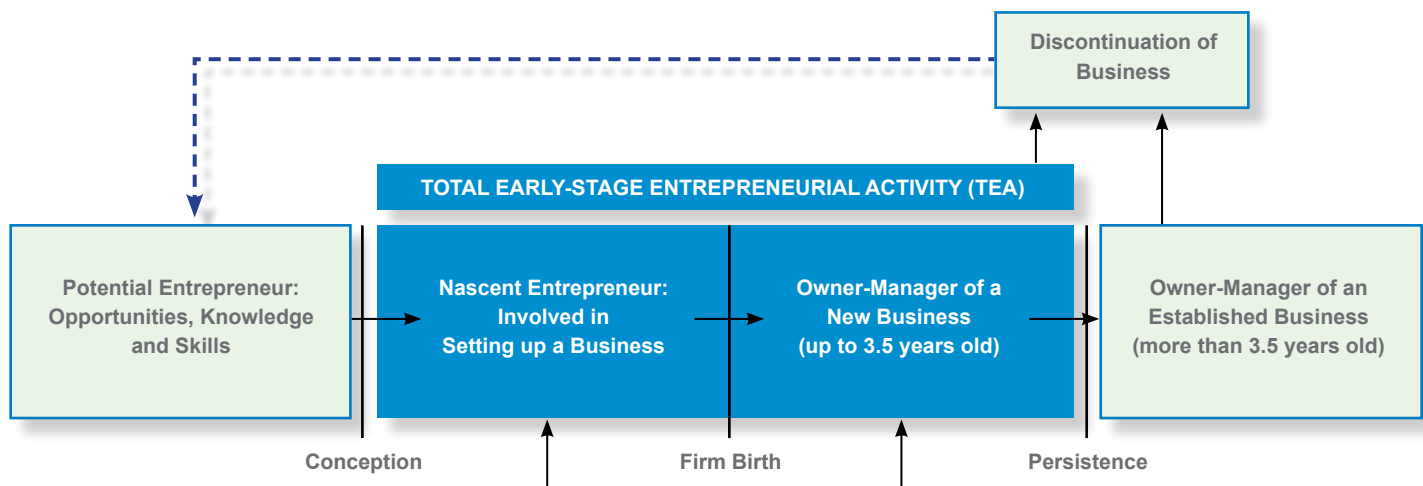 Discontinuation of
Business
TOTAL EARLY-STAGE ENTREPRENEURIAL ACTIVITY (TEA)
Potential Entrepreneur:
Opportunities, Knowledge
and Skills
Nascent Entrepreneur:
Involved in
Setting up a Business
Owner-Manager of a
New Business
(up to 3.5 years old)
Owner-Manager of an
Established Business
(more than 3.5 years old)
Conception
Firm Birth
Persistence